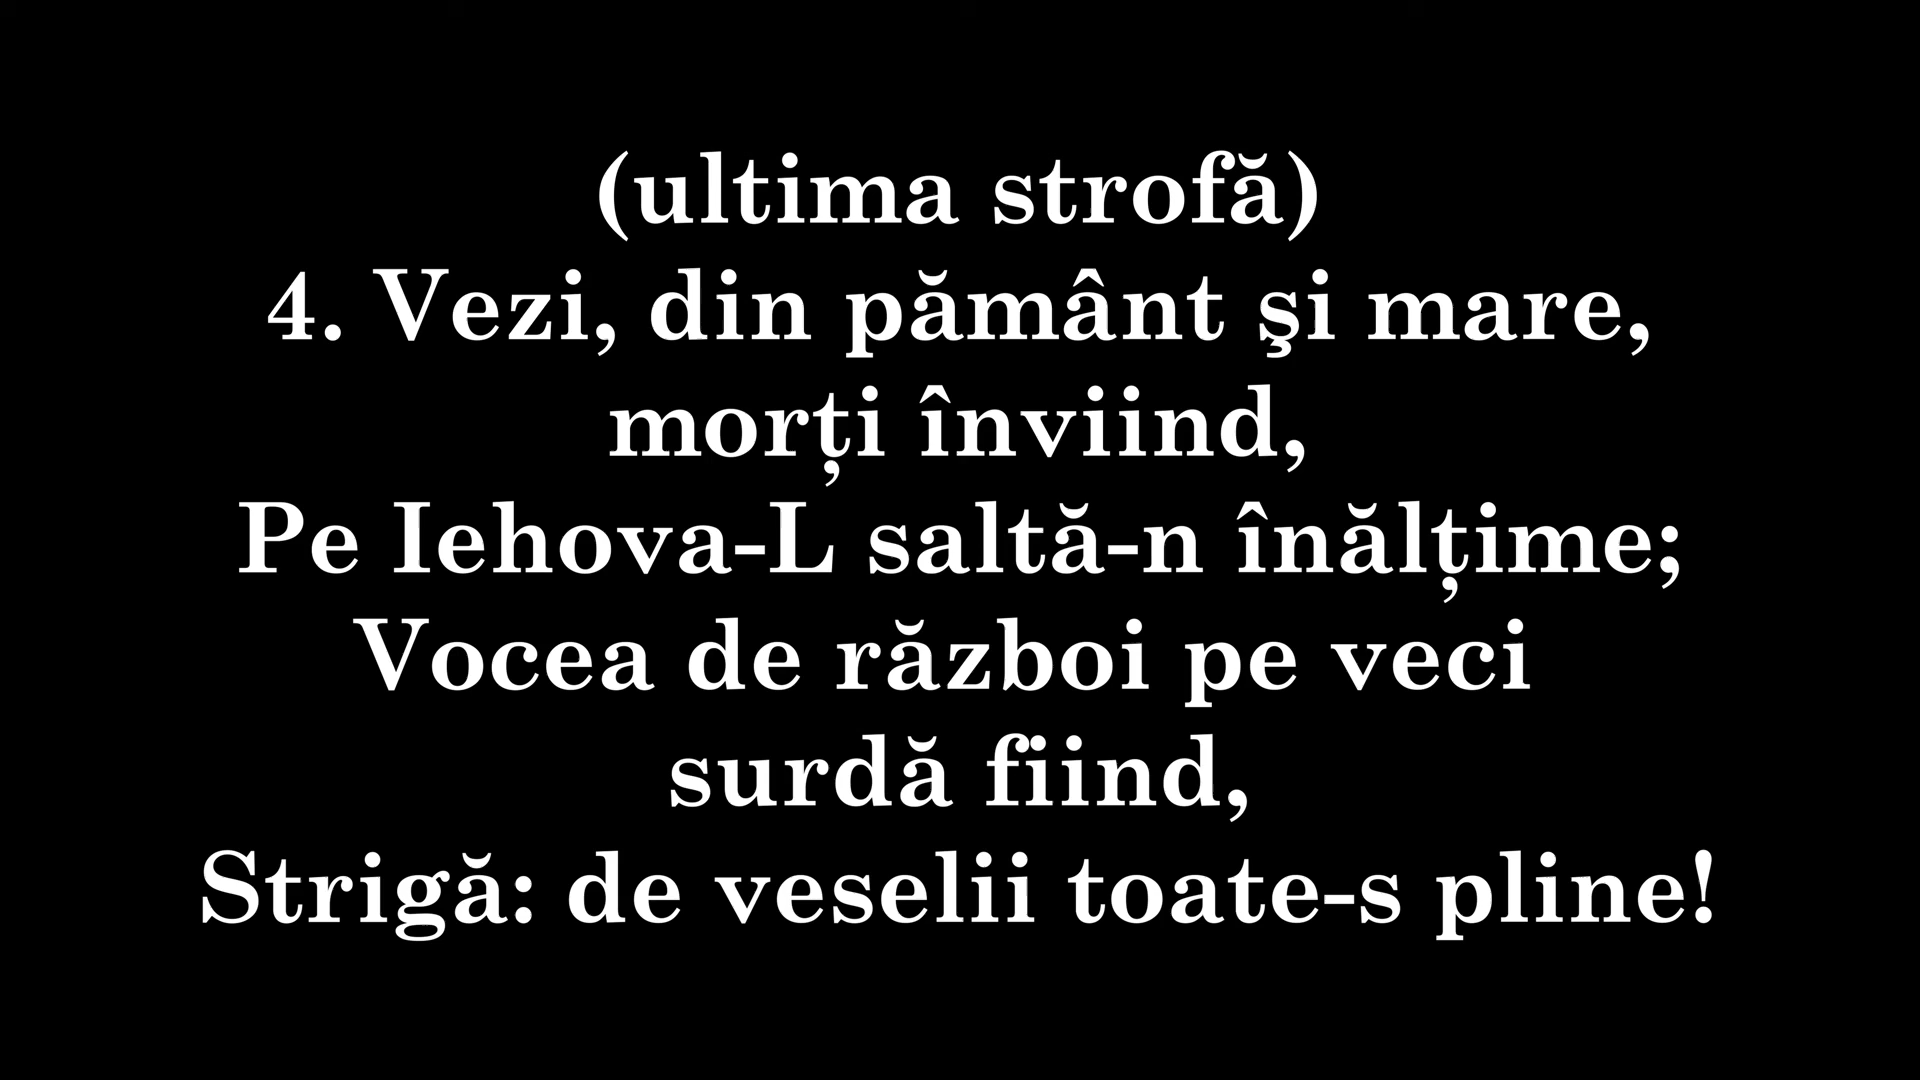 (ultima strofă)
4. Vezi, din pământ şi mare,
morți înviind,
Pe Iehova-L saltă-n înălțime;
Vocea de război pe veci
surdă fiind,
Strigă: de veselii toate-s pline!